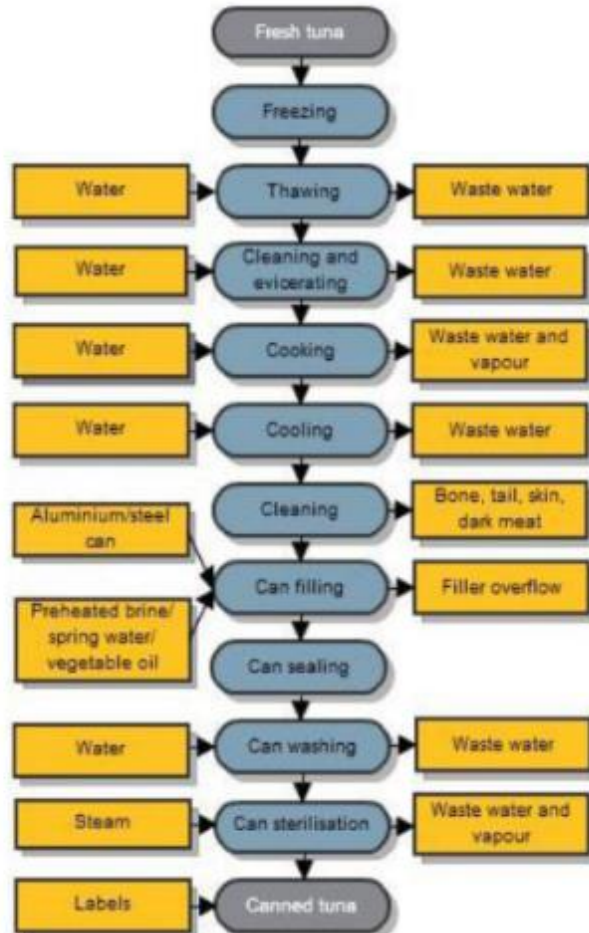 Fresh tuna
Freezing
Water
Thawing
Waste water
Water
Cleaning and
evicerating
Waste water
Water
Cooking
Waste water and
vapour
Water
Cooling
Waste water
Cleaning
Bone, tail, skin,
dark meat
Aluminium/steel
can
Preheated brine/
spring water/
vegetable oil
Can filling
Filler overflow
Can sealing
Water
Can washing
Waste water
Steam
Can sterilisation
Waste water and
vapour
Labels
Canned tuna